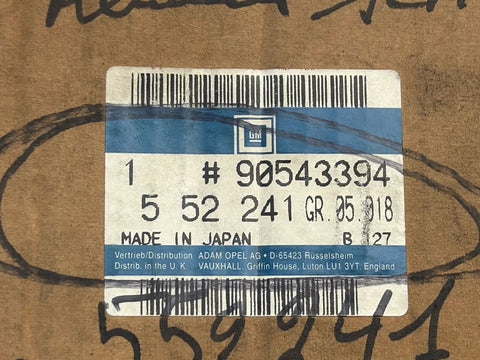 GM
1 # 90543394
5 52 241 GR. 05.018
MADE IN JAPAN B 127
Vertrieb/Distribution ADAM OPEL AG • D-65423 Rüsselsheim
Distrib. in the U. K. VAUXHALL, Griffin House, Luton LU1 3YT England
552241